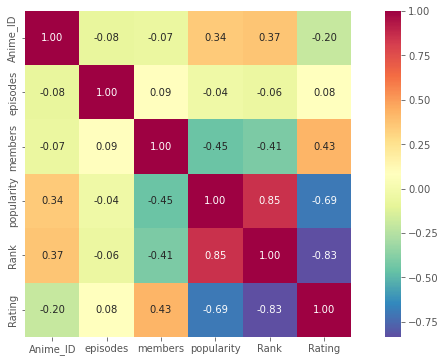 Anime_ID 1.00 -0.08 -0.07 0.34 0.37 -0.20
episodes -0.08 1.00 0.09 -0.04 -0.06 0.08
members -0.07 0.09 1.00 -0.45 -0.41 0.43
popularity 0.34 -0.04 -0.45 1.00 0.85 -0.69
Rank 0.37 -0.06 -0.41 0.85 1.00 -0.83
Rating -0.20 0.08 0.43 -0.69 -0.83 1.00
Anime_ID episodes members popularity Rank Rating
1.00
0.75
0.50
0.25
0.00
-0.25
-0.50
-0.75